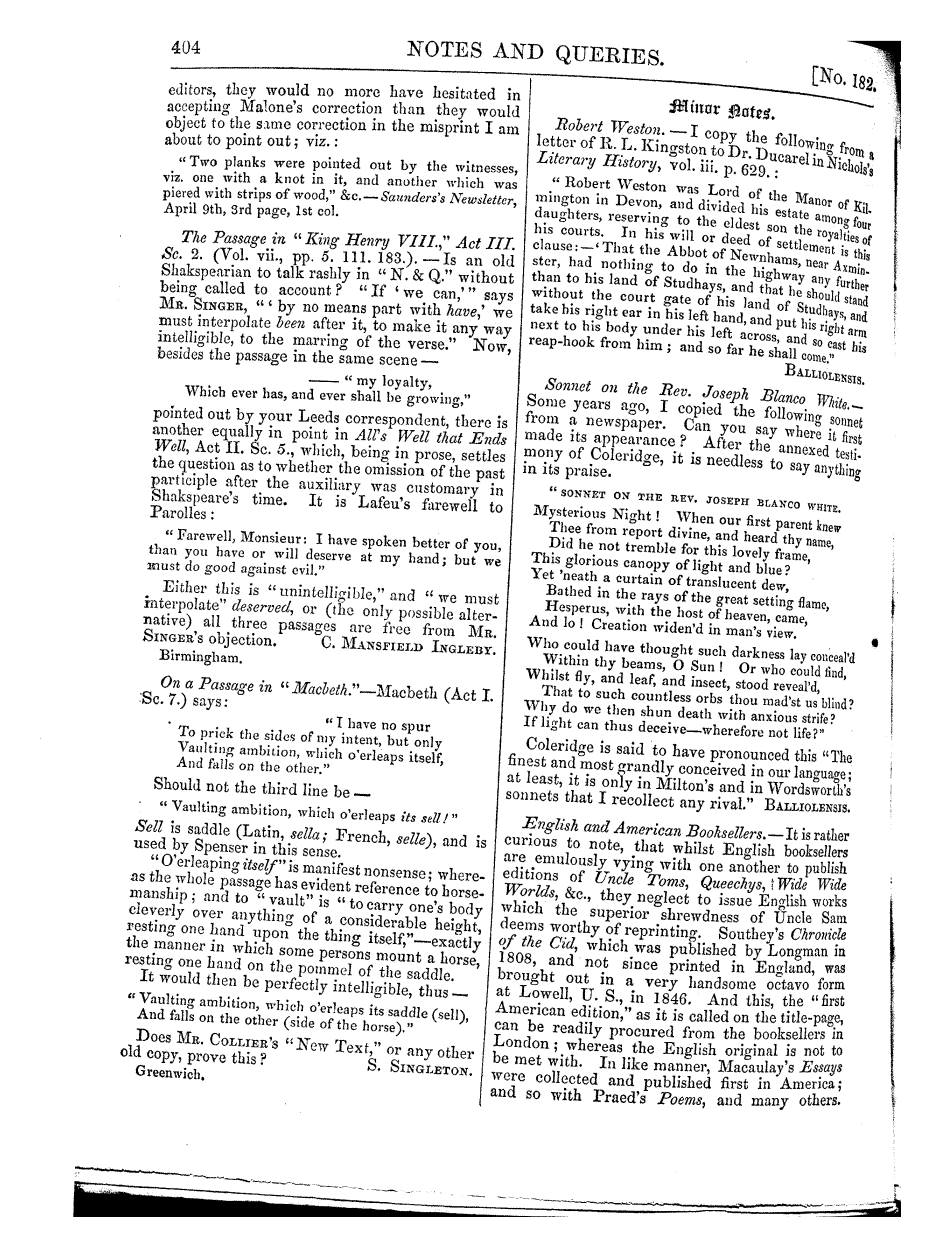 404 NOTES AND QUERIES. [No. 182.
editors, they would no more have hesitated in
accepting Malone's correction than they would
object to the same correction in the misprint I am
about to point out; viz.:
"Two planks were pointed out by the witnesses,
viz. one with a knot in it, and another which was
piered with strips of wood," &c.—Saunders's Newsletter,
April 9th, 3rd page, 1st col.
The Passage in "King Henry VIII.," Act III.
Sc. 2. (Vol. vii., pp. 5. 111. 183.).—Is an old
Shakspearian to talk rashly in "N. & Q." without
being called to account? "If 'we can,'" says
MR. SINGER, "'by no means part with have,' we
must interpolate been after it, to make it any way
intelligible, to the marring of the verse." Now,
besides the passage in the same scene—
—— "my loyalty,
Which ever has, and ever shall be growing,"
pointed out by your Leeds correspondent, there is
another equally in point in All's Well that Ends
Well, Act II. Sc. 5., which, being in prose, settles
the question as to whether the omission of the past
participle after the auxiliary was customary in
Shakspeare's time. It is Lafeu's farewell to
Parolles:
"Farewell, Monsieur: I have spoken better of you,
than you have or will deserve at my hand; but we
must do good against evil."
Either this is "unintelligible," and "we must
interpolate" deserved, or (the only possible alter-
native) all three passages are free from MR.
SINGER'S objection. C. MANSFIELD INGLEBY.
Birmingham.
On a Passage in "Macbeth."—Macbeth (Act I.
Sc. 7.) says:
"I have no spur
To prick the sides of my intent, but only
Vaulting ambition, which o'erleaps itself,
And falls on the other."
Should not the third line be—
"Vaulting ambition, which o'erleaps its sell!"
Sell is saddle (Latin, sella; French, selle), and is
used by Spenser in this sense.
"O'erleaping itself" is manifest nonsense; where-
as the whole passage has evident reference to horse-
manship; and to "vault" is "to carry one's body
cleverly over anything of a considerable height,
resting one hand upon the thing itself,"—exactly
the manner in which some persons mount a horse,
resting one hand on the pommel of the saddle.
It would then be perfectly intelligible, thus—
"Vaulting ambition, which o'erleaps its saddle (sell),
And falls on the other (side of the horse)."
Does MR. COLLIER'S "New Text," or any other
old copy, prove this? S. SINGLETON.
Greenwich.
Minor Notes.
Robert Weston.—I copy the following from a
letter of R. L. Kingston to Dr. Ducarel in Nichols's
Literary History, vol. iii. p. 629.:
"Robert Weston was Lord of the Manor of Kil-
mington in Devon, and divided his estate among four
daughters, reserving to the eldest son the royalties of
his courts. In his will or deed of settlement is this
clause:—'That the Abbot of Newnhams, near Axmin-
ster, had nothing to do in the highway any further
than to his land of Studhays, and that he should stand
without the court gate of his land of Studhays, and
take his right ear in his left hand, and put his right arm
next to his body under his left across, and so cast his
reap-hook from him; and so far he shall come."
BALLIOLENSIS.
Sonnet on the Rev. Joseph Blanco White.—
Some years ago, I copied the following sonnet
from a newspaper. Can you say where it first
made its appearance? After the annexed testi-
mony of Coleridge, it is needless to say anything
in its praise.
"SONNET ON THE REV. JOSEPH BLANCO WHITE.
Mysterious Night! When our first parent knew
Thee from report divine, and heard thy name,
Did he not tremble for this lovely frame,
This glorious canopy of light and blue?
Yet 'neath a curtain of translucent dew,
Bathed in the rays of the great setting flame,
Hesperus, with the host of heaven, came,
And lo! Creation widen'd in man's view.
Who could have thought such darkness lay conceal'd
Within thy beams, O Sun! Or who could find,
Whilst fly, and leaf, and insect, stood reveal'd,
That to such countless orbs thou mad'st us blind?
Why do we then shun death with anxious strife?
If light can thus deceive—wherefore not life?"
Coleridge is said to have pronounced this "The
finest and most grandly conceived in our language;
at least, it is only in Milton's and in Wordsworth's
sonnets that I recollect any rival." BALLIOLENSIS.
English and American Booksellers.—It is rather
curious to note, that whilst English booksellers
are emulously vying with one another to publish
editions of Uncle Toms, Queechys, Wide Wide
Worlds, &c., they neglect to issue English works
which the superior shrewdness of Uncle Sam
deems worthy of reprinting. Southey's Chronicle
of the Cid, which was published by Longman in
1808, and not since printed in England, was
brought out in a very handsome octavo form
at Lowell, U. S., in 1846. And this, the "first
American edition," as it is called on the title-page,
can be readily procured from the booksellers in
London; whereas the English original is not to
be met with. In like manner, Macaulay's Essays
were collected and published first in America;
and so with Praed's Poems, and many others.